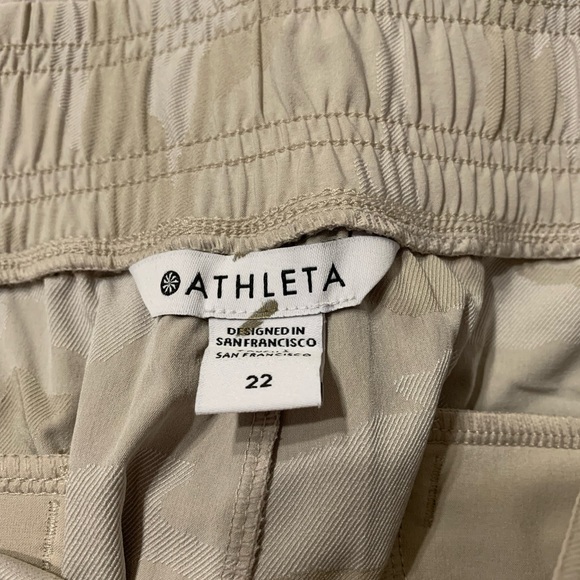 ATHLETA
DESIGNED IN
SAN FRANCISCO
SAN FRANCISCO
22